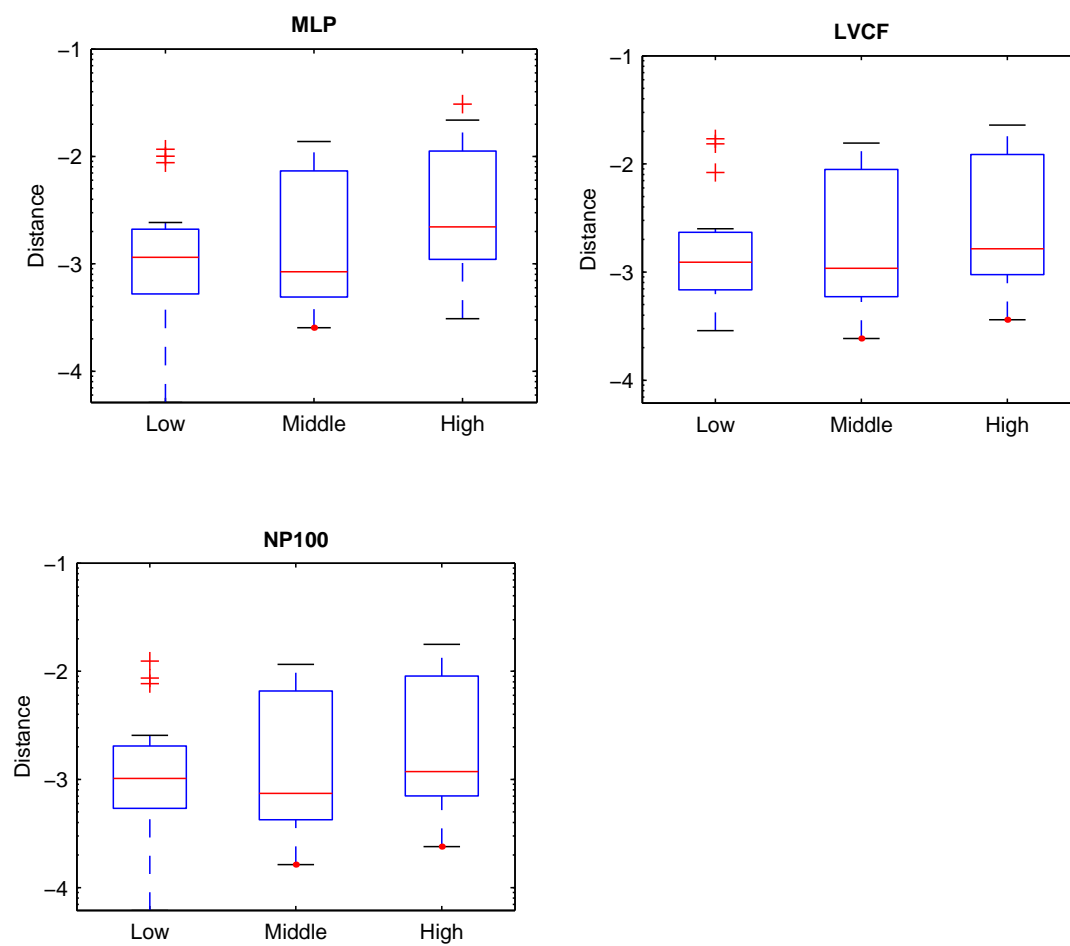 MLP
–1
–2
–3
–4
Distance
Low Middle High
LVCF
–1
–2
–3
–4
Distance
Low Middle High
NP100
–1
–2
–3
–4
Distance
Low Middle High